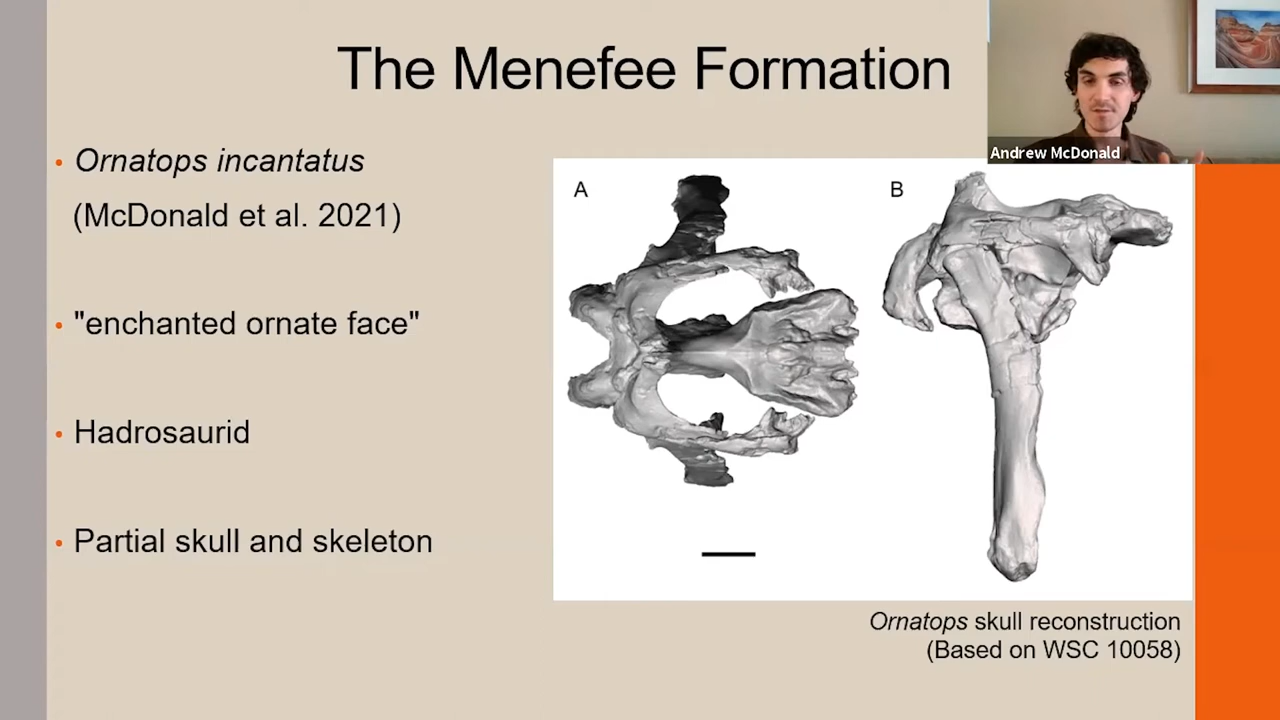 The Menefee Formation
Andrew McDonald
• Ornatops incantatus
(McDonald et al. 2021)
• "enchanted ornate face"
• Hadrosaurid
• Partial skull and skeleton
A
B
Ornatops skull reconstruction
(Based on WSC 10058)